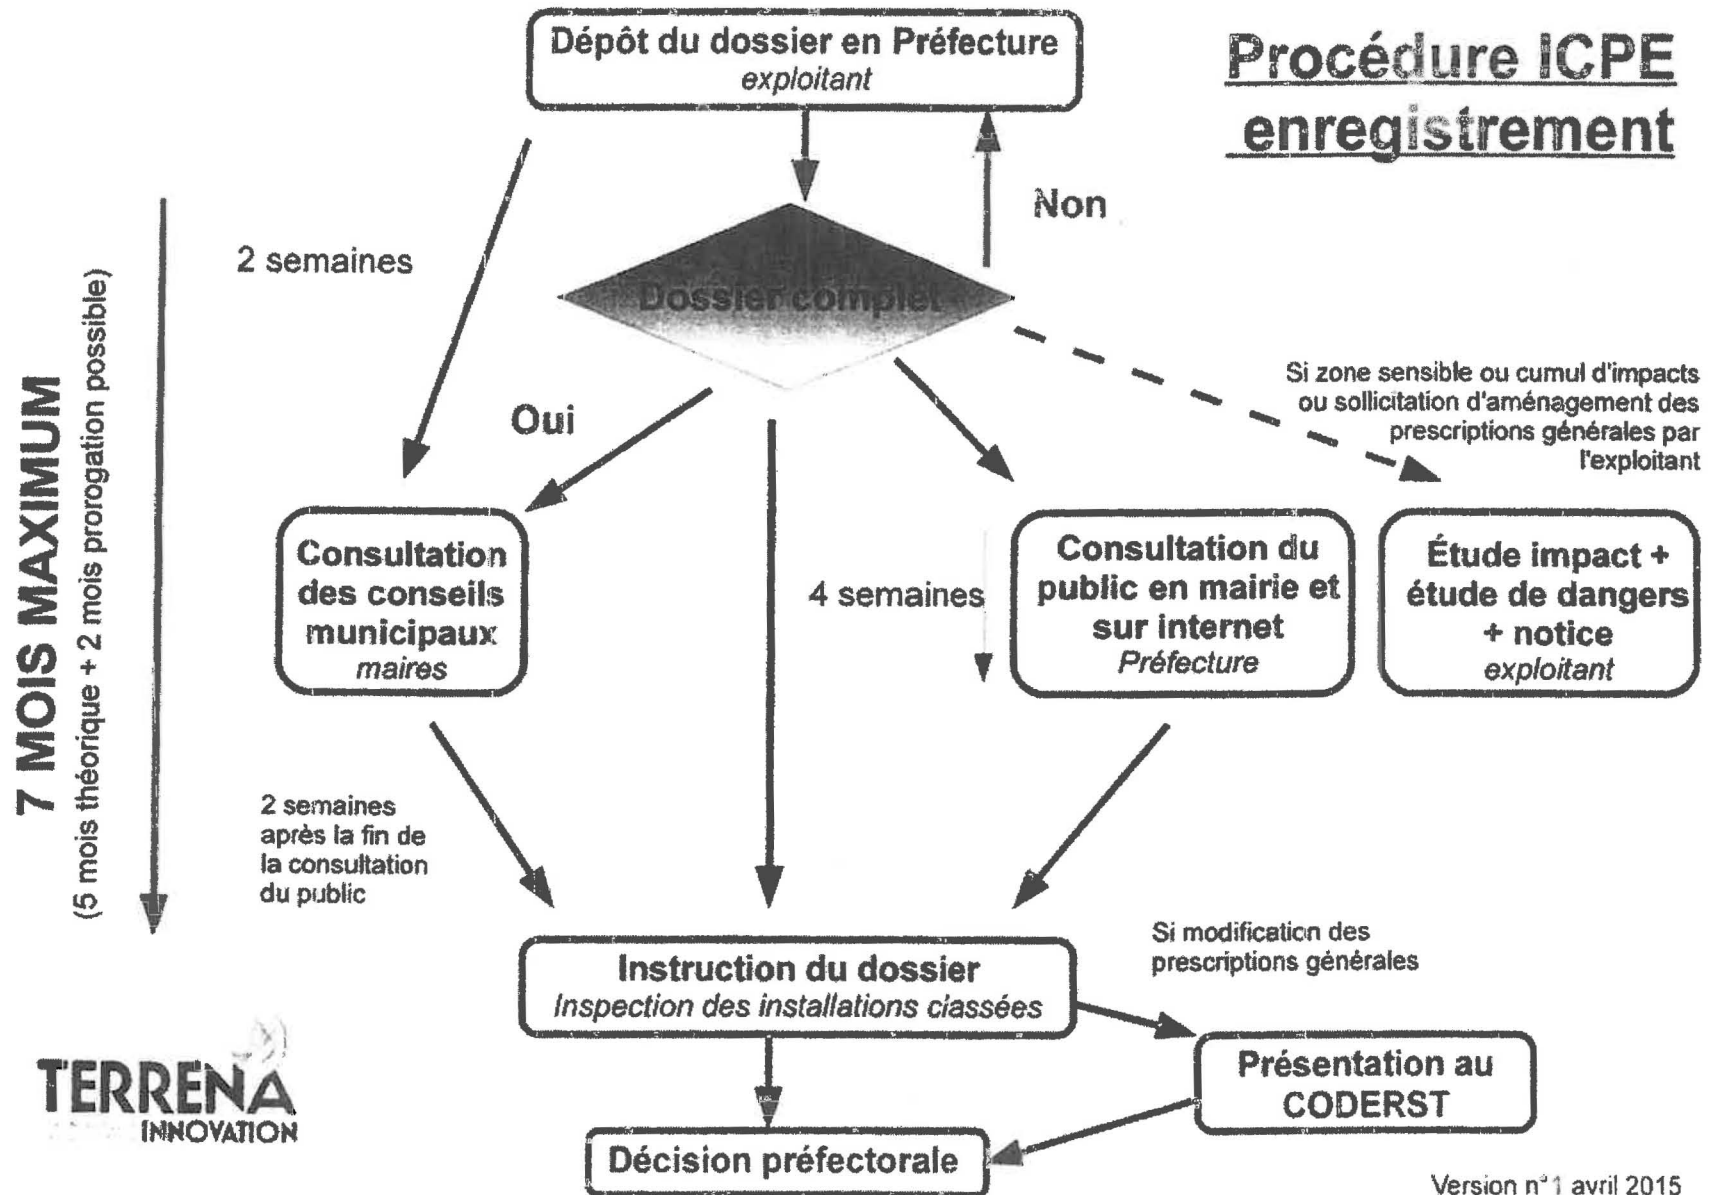 Dépôt du dossier en Préfecture
exploitant
Procédure ICPE
enregistrement
Non
2 semaines
Dossier complet
7 MOIS MAXIMUM
(5 mois théorique + 2 mois prorogation possible)
Oui
Si zone sensible ou cumul d'impacts
ou sollicitation d'aménagement des
prescriptions générales par
l'exploitant
Consultation
des conseils
municipaux
maires
4 semaines
Consultation du
public en mairie et
sur internet
Préfecture
Étude impact +
étude de dangers
+ notice
exploitant
2 semaines
après la fin de
la consultation
du public
Instruction du dossier
Inspection des installations classées
Si modification des
prescriptions générales
Présentation au
CODERST
Décision préfectorale
TERRENA
INNOVATION
Version n°1 avril 2015